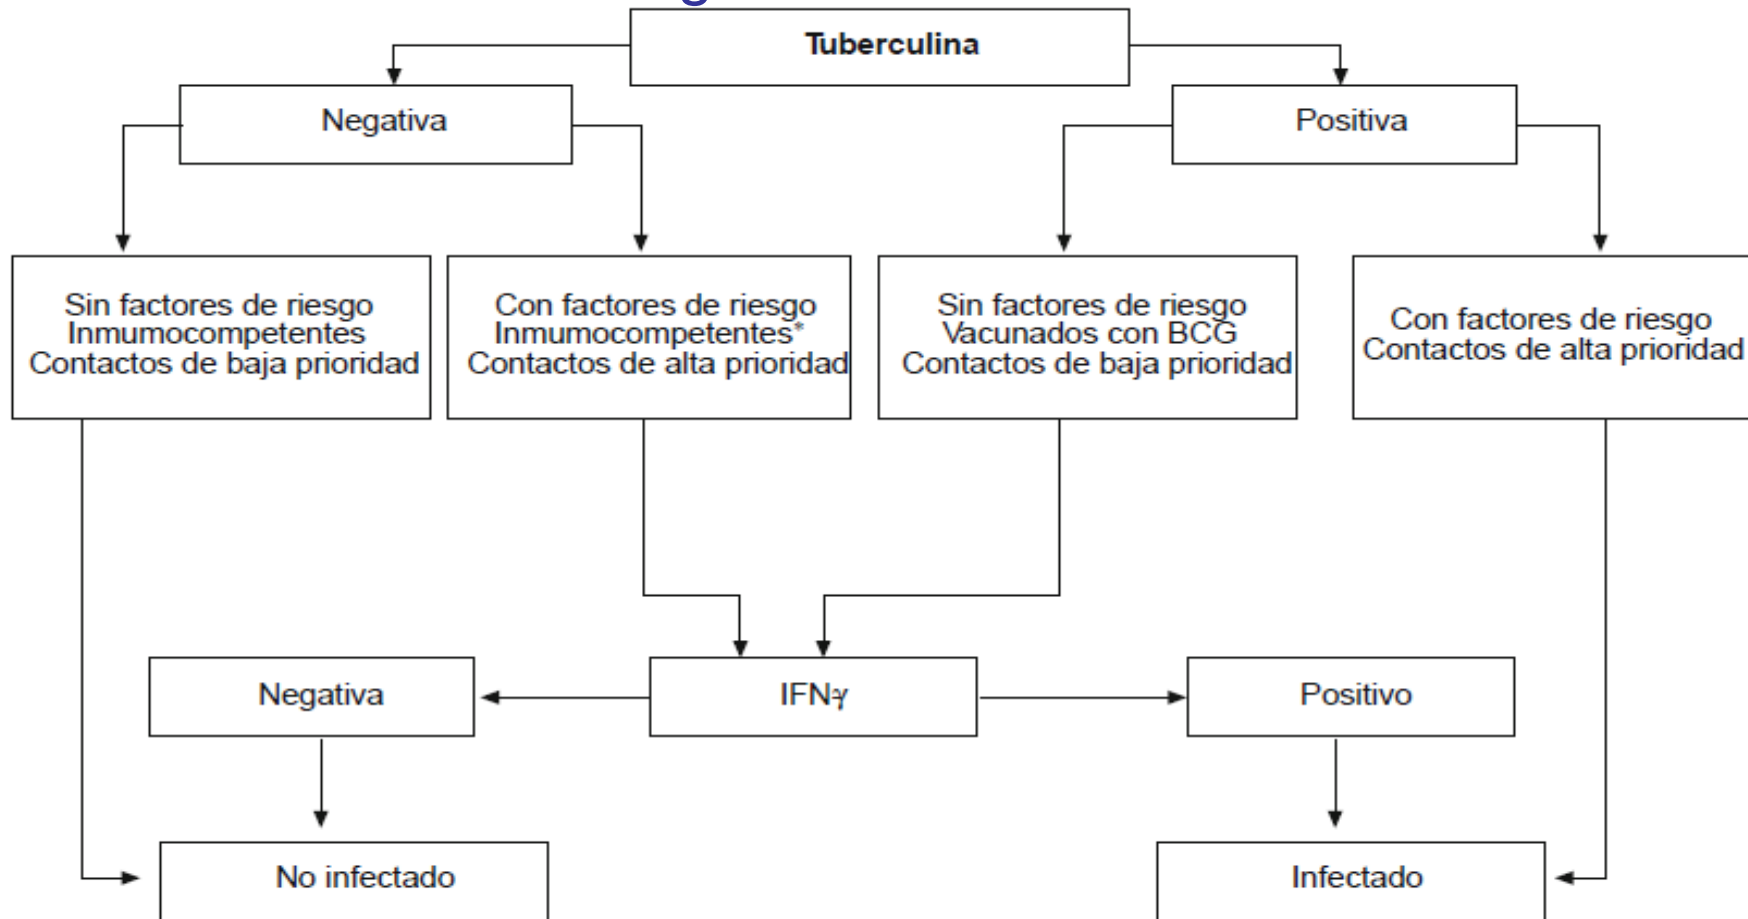 Tuberculina
Negativa
Positiva
Sin factores de riesgo
Inmumocompetentes
Contactos de baja prioridad
Con factores de riesgo
Inmumocompetentes*
Contactos de alta prioridad
Sin factores de riesgo
Vacunados con BCG
Contactos de baja prioridad
Con factores de riesgo
Contactos de alta prioridad
Negativa
IFN-γ
Positivo
No infectado
Infectado